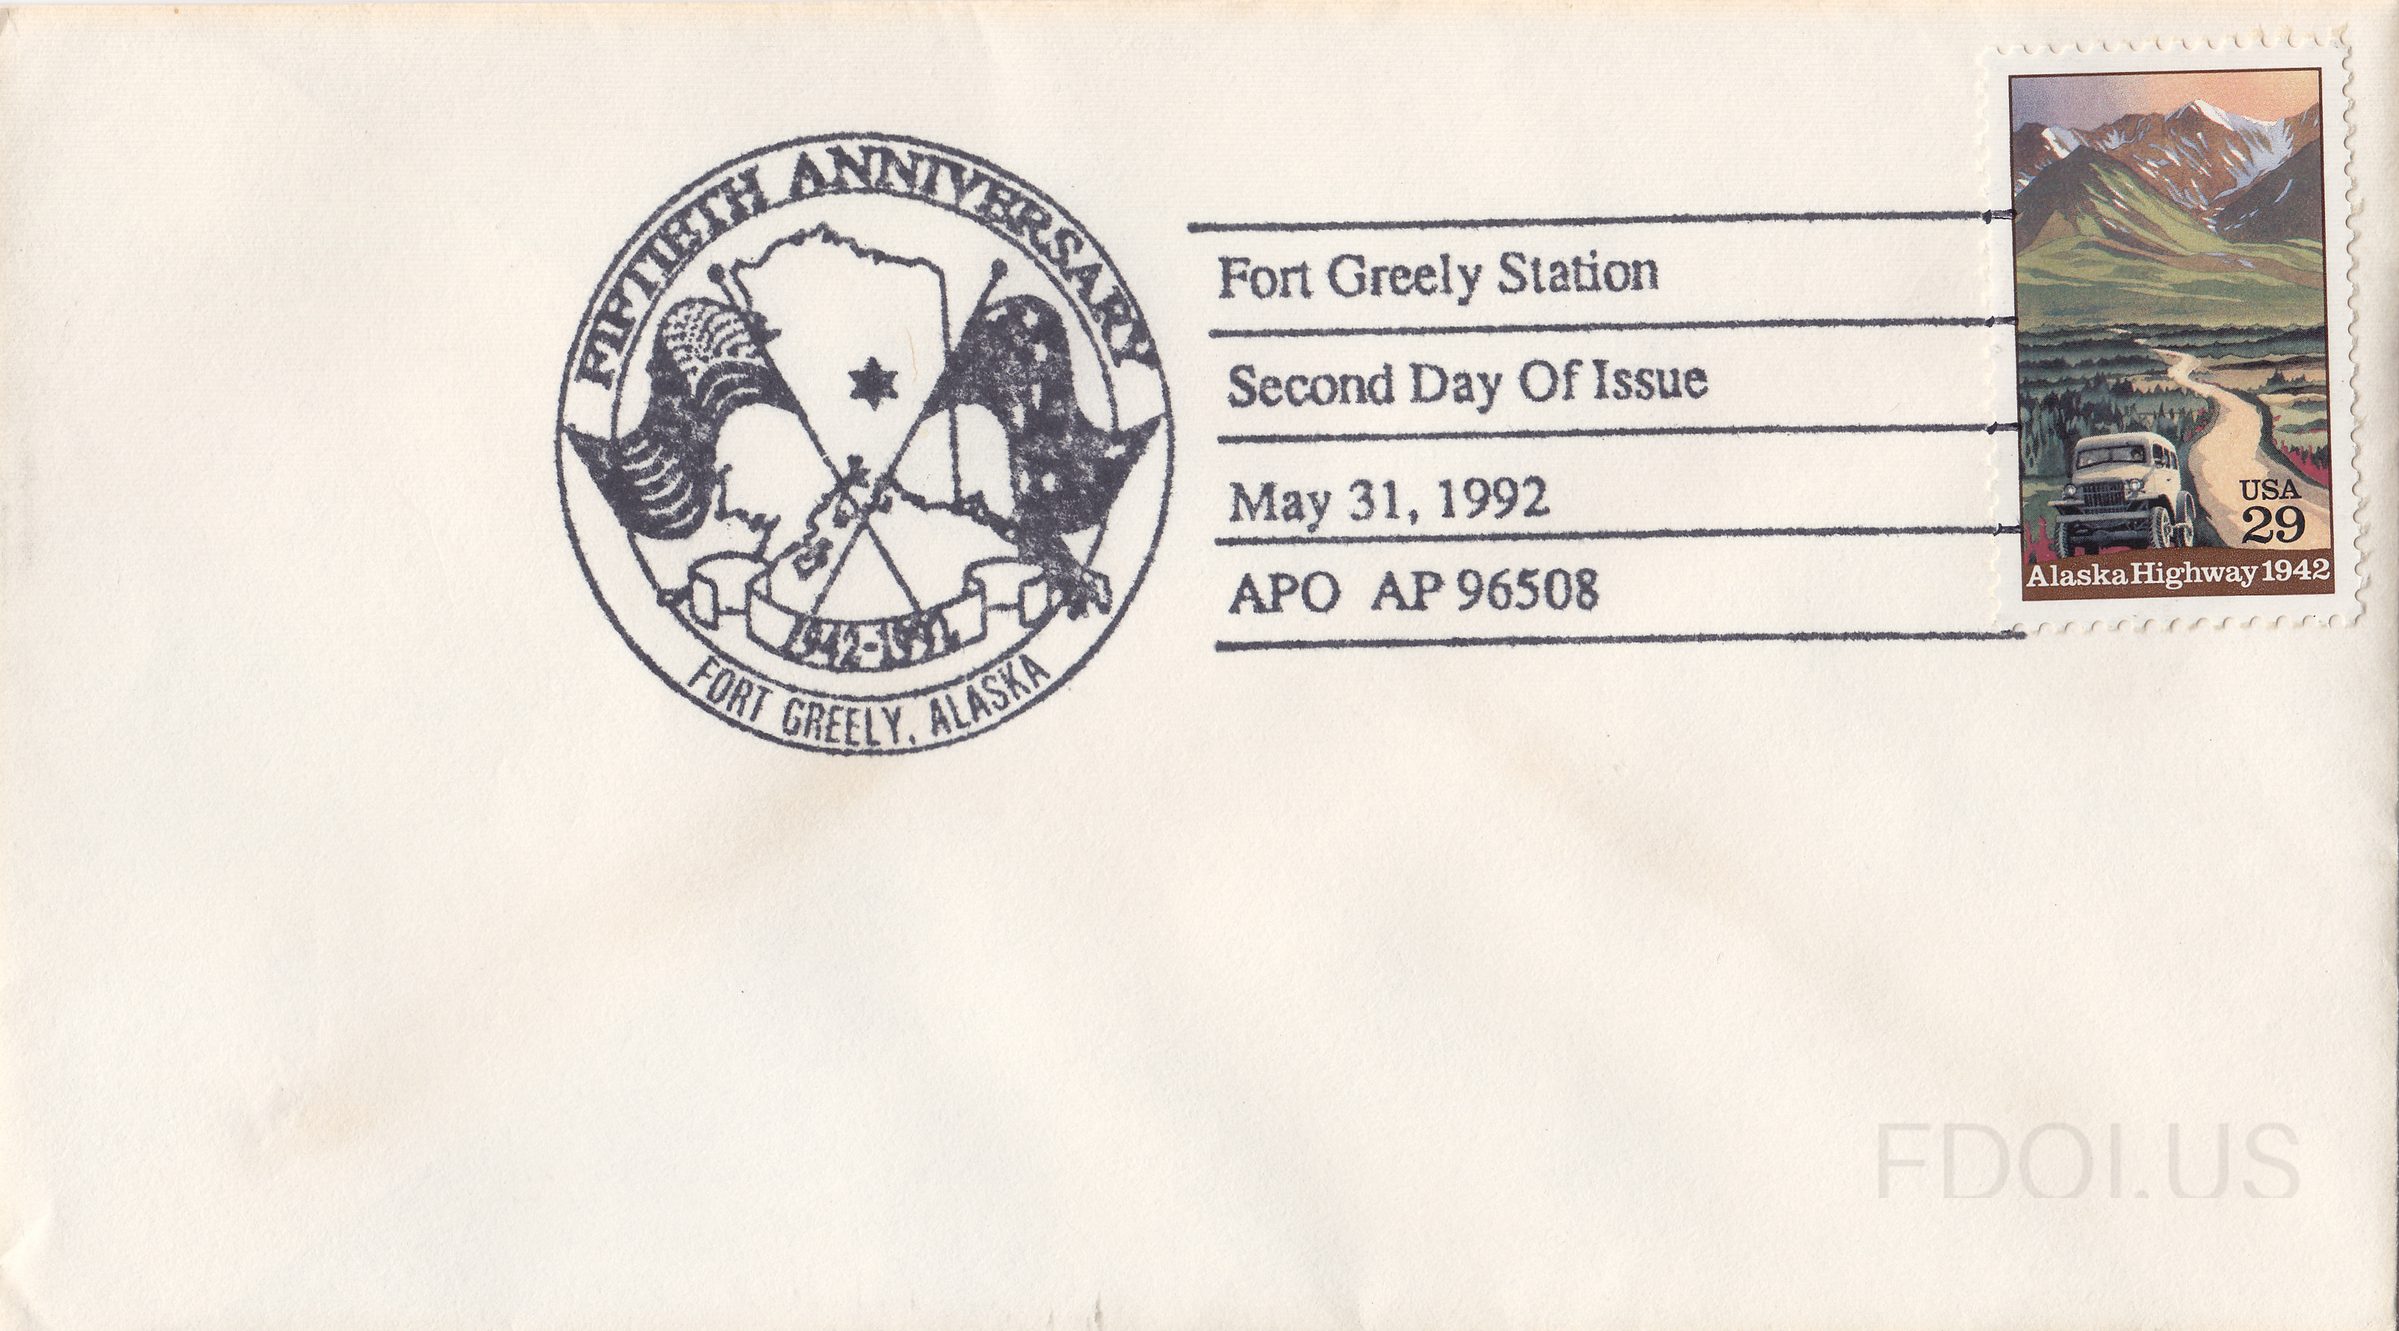 FIFTIETH ANNIVERSARY
1942-1992
FORT GREELY, ALASKA
Fort Greely Station
Second Day Of Issue
May 31, 1992
APO AP 96508
USA
29
Alaska Highway 1942
FDOI.US